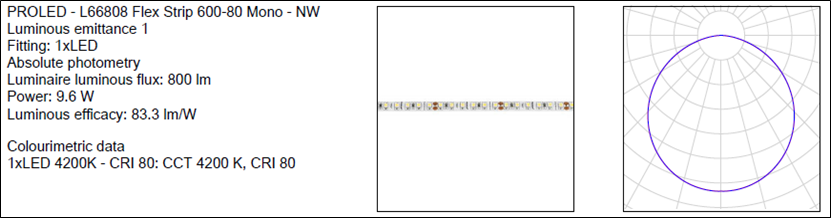 PROLED - L66808 Flex Strip 600-80 Mono - NW
Luminous emittance 1
Fitting: 1xLED
Absolute photometry
Luminaire luminous flux: 800 lm
Power: 9.6 W
Luminous efficacy: 83.3 lm/W
Colourimetric data
1xLED 4200K - CRI 80: CCT 4200 K, CRI 80